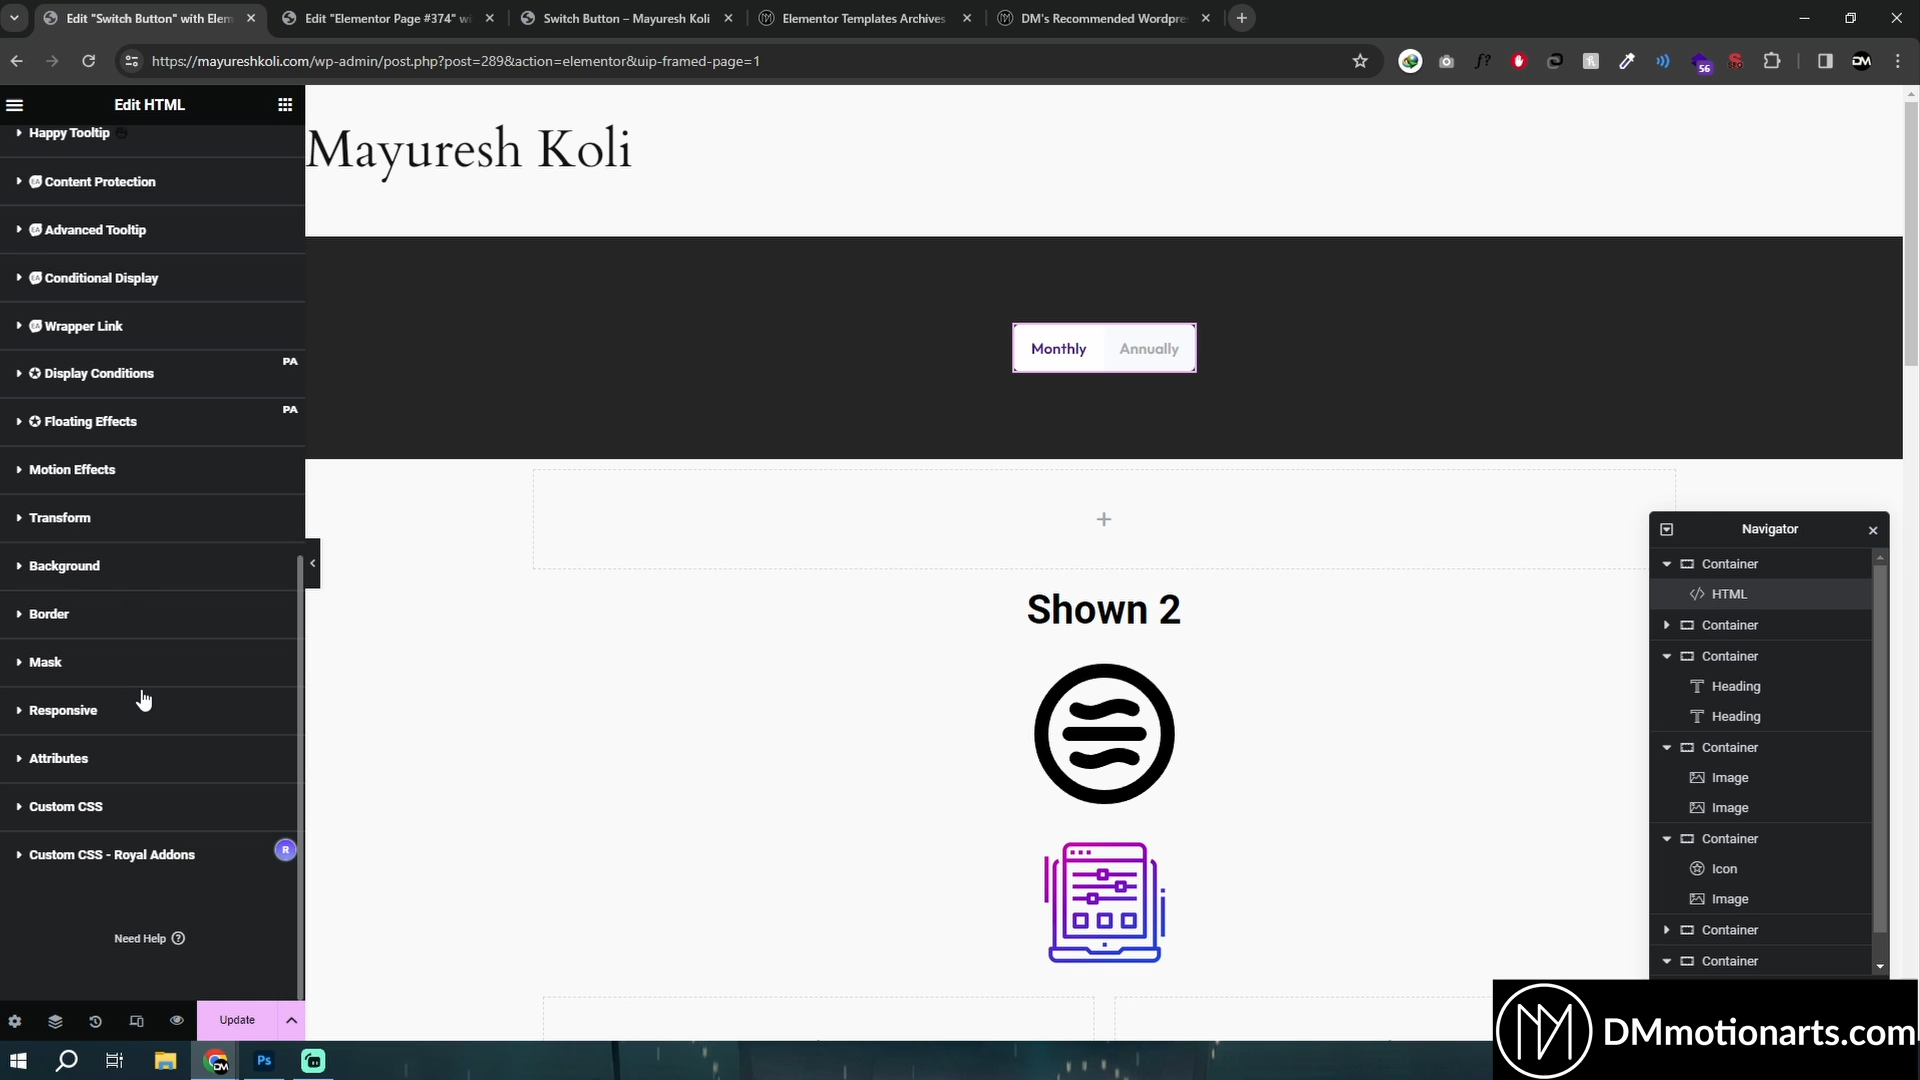 Edit "Switch Button" with Elem
Edit "Elementor Page #374" wi
Switch Button – Mayuresh Koli
Elementor Templates Archives
DM's Recommended Wordpre
https://mayureshkoli.com/wp-admin/post.php?post=289&action=elementor&uip-framed-page=1
f?
56
DM
Edit HTML
Happy Tooltip
Content Protection
Advanced Tooltip
Conditional Display
Wrapper Link
PA
Display Conditions
PA
Floating Effects
Motion Effects
Transform
Background
Border
Mask
Responsive
Attributes
Custom CSS
Custom CSS - Royal Addons
R
Need Help
Update
Mayuresh Koli
Monthly
Annually
Shown 2
Navigator
Container
HTML
Container
Container
Heading
Heading
Container
Image
Image
Container
Icon
Image
Container
Container
Ps
DMmotionarts.com